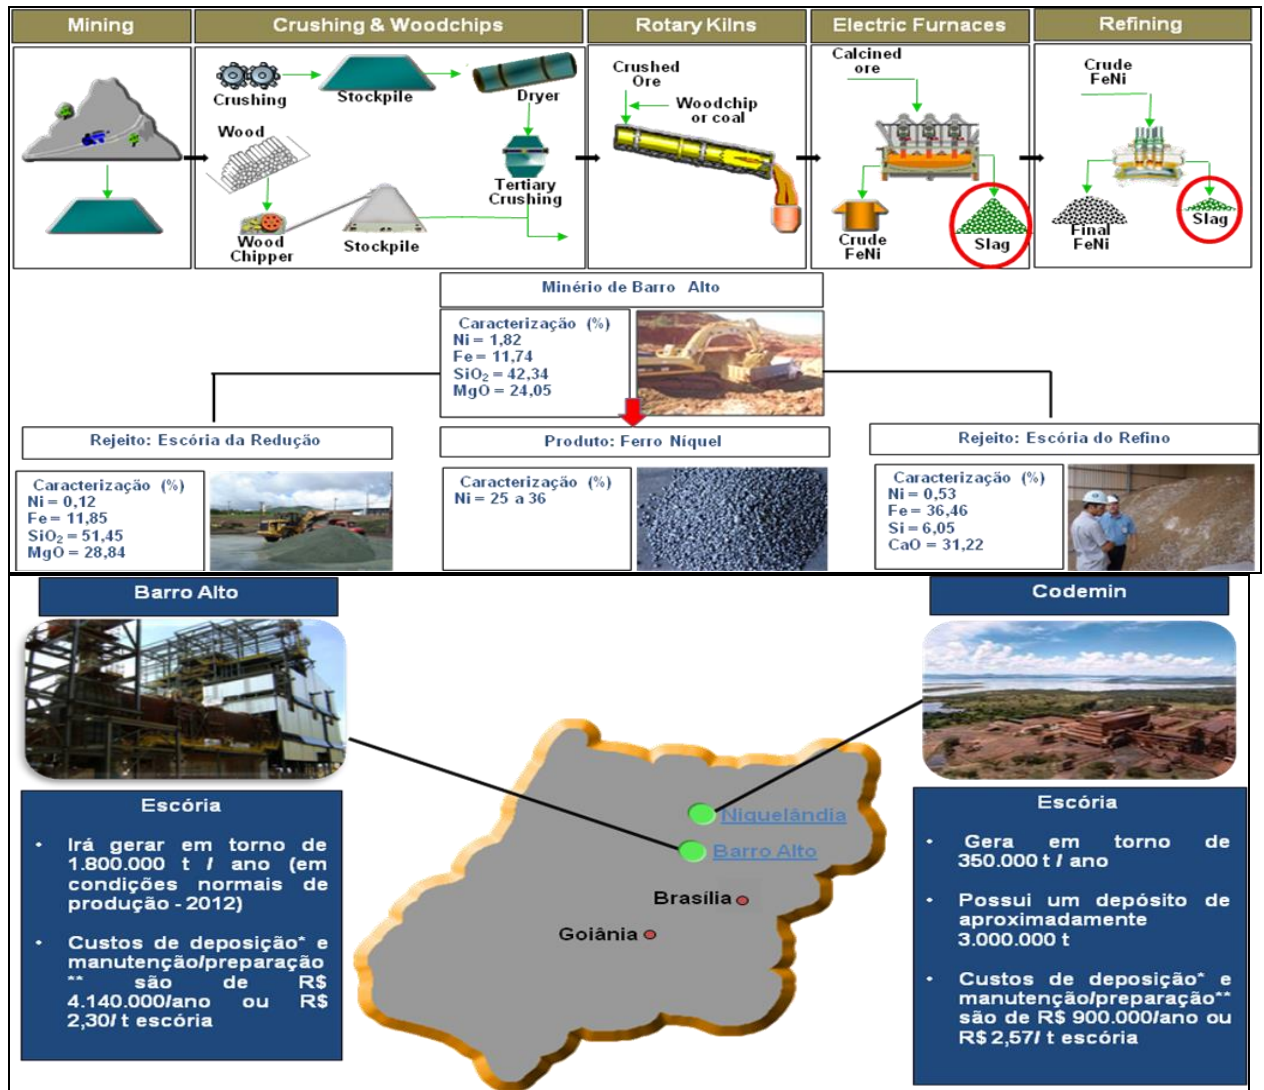 Mining
Crushing & Woodchips
Rotary Kilns
Electric Furnaces
Refining
Crushing
Stockpile
Dryer
Wood
Tertiary
Crushing
Wood
Chipper
Stockpile
Crushed
Ore
Woodchip
or coal
Calcined
ore
Crude
FeNi
Slag
Crude
FeNi
Final
FeNi
Slag
Minério de Barro Alto
Caracterização (%)
Ni = 1,82
Fe = 11,74
SiO₂ = 42,34
MgO = 24,05
Rejeito: Escória da Redução
Caracterização (%)
Ni = 0,12
Fe = 11,85
SiO₂ = 51,45
MgO = 28,84
Produto: Ferro Níquel
Caracterização (%)
Ni = 25 a 36
Rejeito: Escória do Refino
Caracterização (%)
Ni = 0,53
Fe = 36,46
Si = 6,05
CaO = 31,22
Barro Alto
Escória
• Irá gerar em torno de
1.800.000 t / ano (em
condições normais de
produção - 2012)
• Custos de deposição* e
manutenção/preparação
** são de R$
4.140.000/ano ou R$
2,30/ t escória
Niquelândia
Barro Alto
Brasília
Goiânia
Codemin
Escória
• Gera em torno de
350.000 t / ano
• Possui um depósito de
aproximadamente
3.000.000 t
• Custos de deposição* e
manutenção/preparação**
são de R$ 900.000/ano ou
R$ 2,57/ t escória